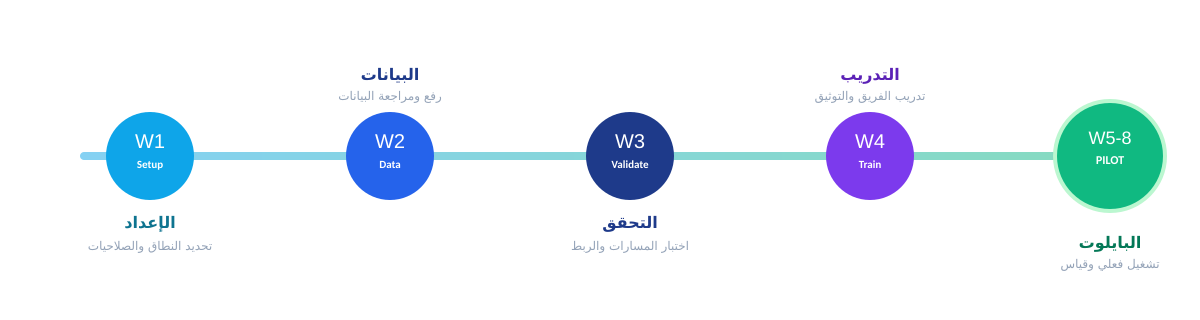 W1
Setup
الإعداد
تحديد النطاق والصلاحيات
البيانات
رفع ومراجعة البيانات
W2
Data
W3
Validate
التحقق
اختبار المسارات والربط
التدريب
تدريب الفريق والتوثيق
W4
Train
W5-8
PILOT
البايلوت
تشغيل فعلي وقياس